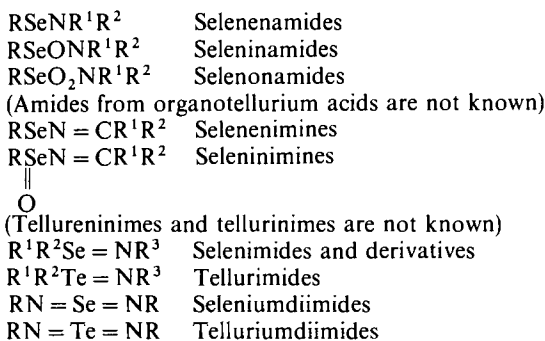 RSeNR¹R² Selenenamides
RSeONR¹R² Seleninamides
RSeO₂NR¹R² Selenonamides
(Amides from organotellurium acids are not known)
RSeN = CR¹R² Selenenimines
RSeN = CR¹R² Seleninimines
||
O
(Tellureninimes and tellurinimes are not known)
R¹R²Se = NR³ Selenimides and derivatives
R¹R²Te = NR³ Tellurimides
RN = Se = NR Seleniumdiimides
RN = Te = NR Telluriumdiimides